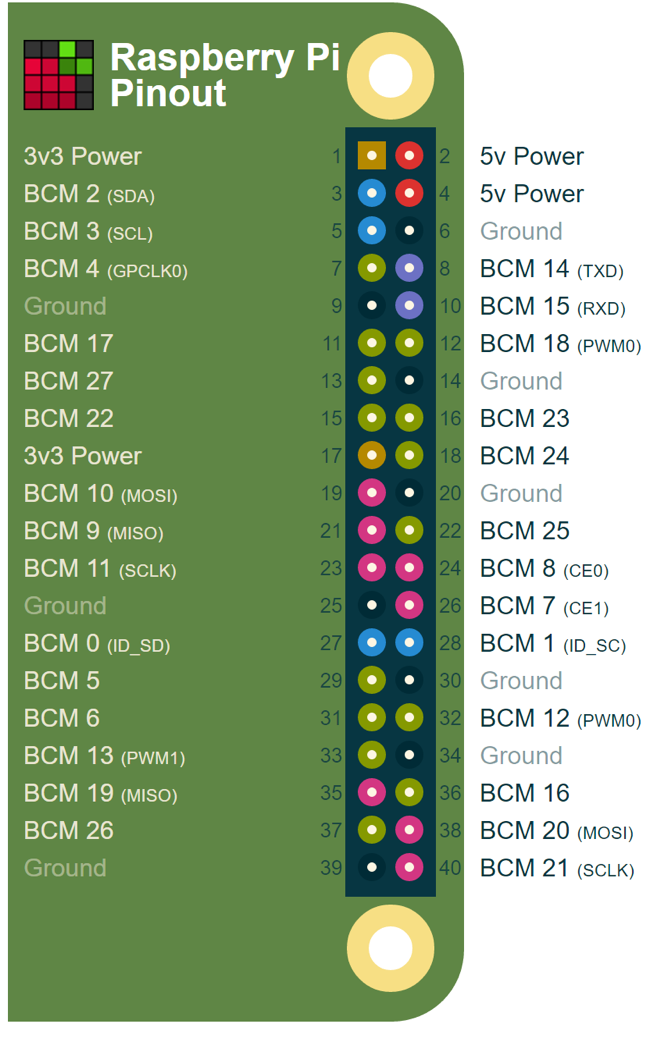 Raspberry Pi
Pinout
3v3 Power 1 2 5v Power
BCM 2 (SDA) 3 4 5v Power
BCM 3 (SCL) 5 6 Ground
BCM 4 (GPCLK0) 7 8 BCM 14 (TXD)
Ground 9 10 BCM 15 (RXD)
BCM 17 11 12 BCM 18 (PWM0)
BCM 27 13 14 Ground
BCM 22 15 16 BCM 23
3v3 Power 17 18 BCM 24
BCM 10 (MOSI) 19 20 Ground
BCM 9 (MISO) 21 22 BCM 25
BCM 11 (SCLK) 23 24 BCM 8 (CE0)
Ground 25 26 BCM 7 (CE1)
BCM 0 (ID_SD) 27 28 BCM 1 (ID_SC)
BCM 5 29 30 Ground
BCM 6 31 32 BCM 12 (PWM0)
BCM 13 (PWM1) 33 34 Ground
BCM 19 (MISO) 35 36 BCM 16
BCM 26 37 38 BCM 20 (MOSI)
Ground 39 40 BCM 21 (SCLK)